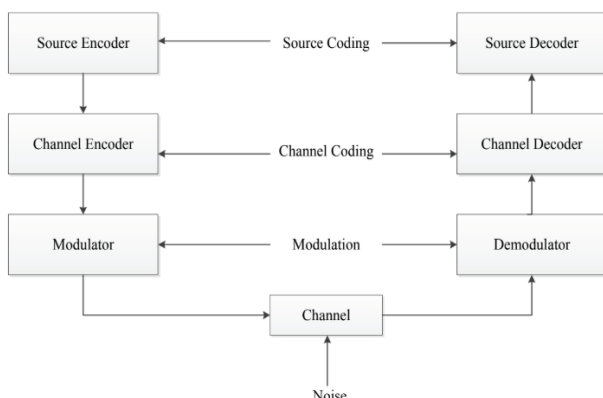 Source Encoder Source Coding Source Decoder
Channel Encoder Channel Coding Channel Decoder
Modulator Modulation Demodulator
Channel
Noise